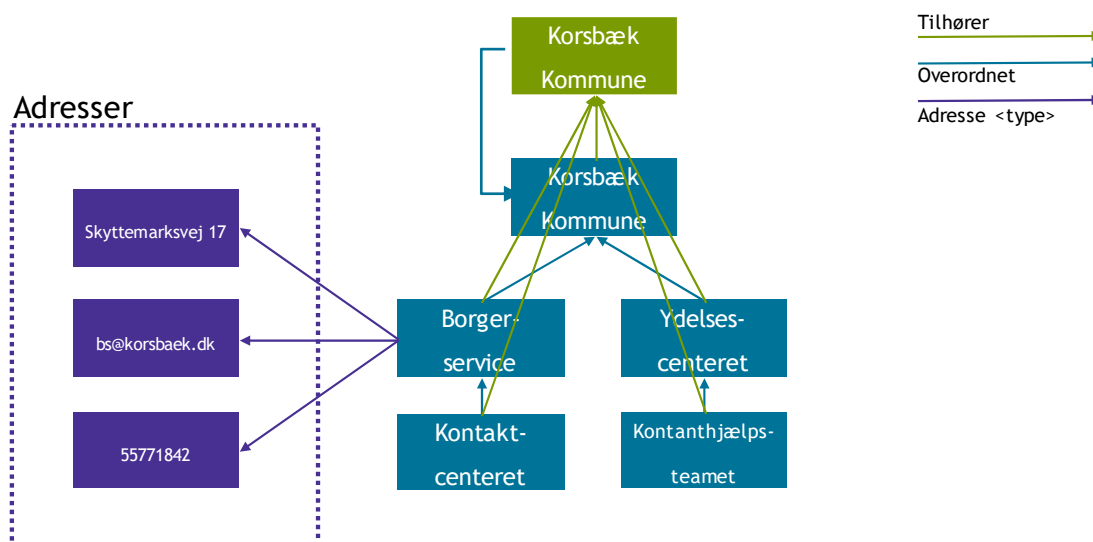 Korsbæk
Kommune
Tilhører
Overordnet
Adresse <type>
Adresser
Korsbæk
Kommune
Skyttemarksvej 17
bs@korsbaek.dk
55771842
Borger-
service
Ydelses-
centeret
Kontakt-
centeret
Kontanthjælps-
teamet